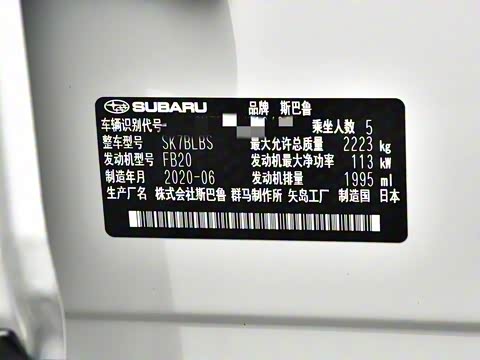 SUBARU 品牌 斯巴鲁
车辆识别代号 乘坐人数 5
整车型号 SK7BLBS 最大允许总质量 2223 kg
发动机型号 FB20 发动机最大净功率 113 kW
制造年月 2020-06 发动机排量 1995 ml
生产厂名 株式会社斯巴鲁 群马制作所 矢岛工厂 制造国 日本